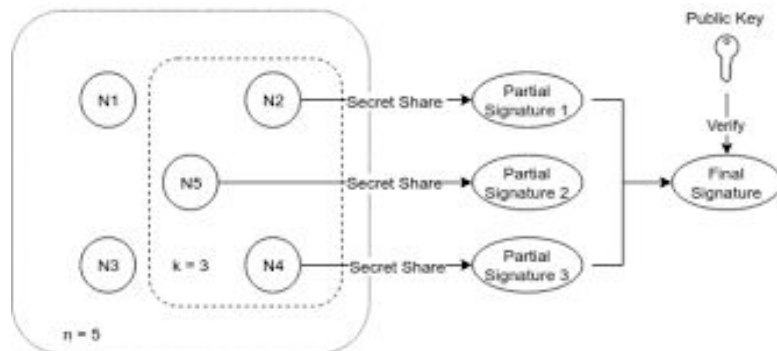 Public Key
N1
N2
Secret Share
Partial
Signature 1
Verify
N5
Secret Share
Partial
Signature 2
Final
Signature
N3
k = 3
N4
Secret Share
Partial
Signature 3
n = 5